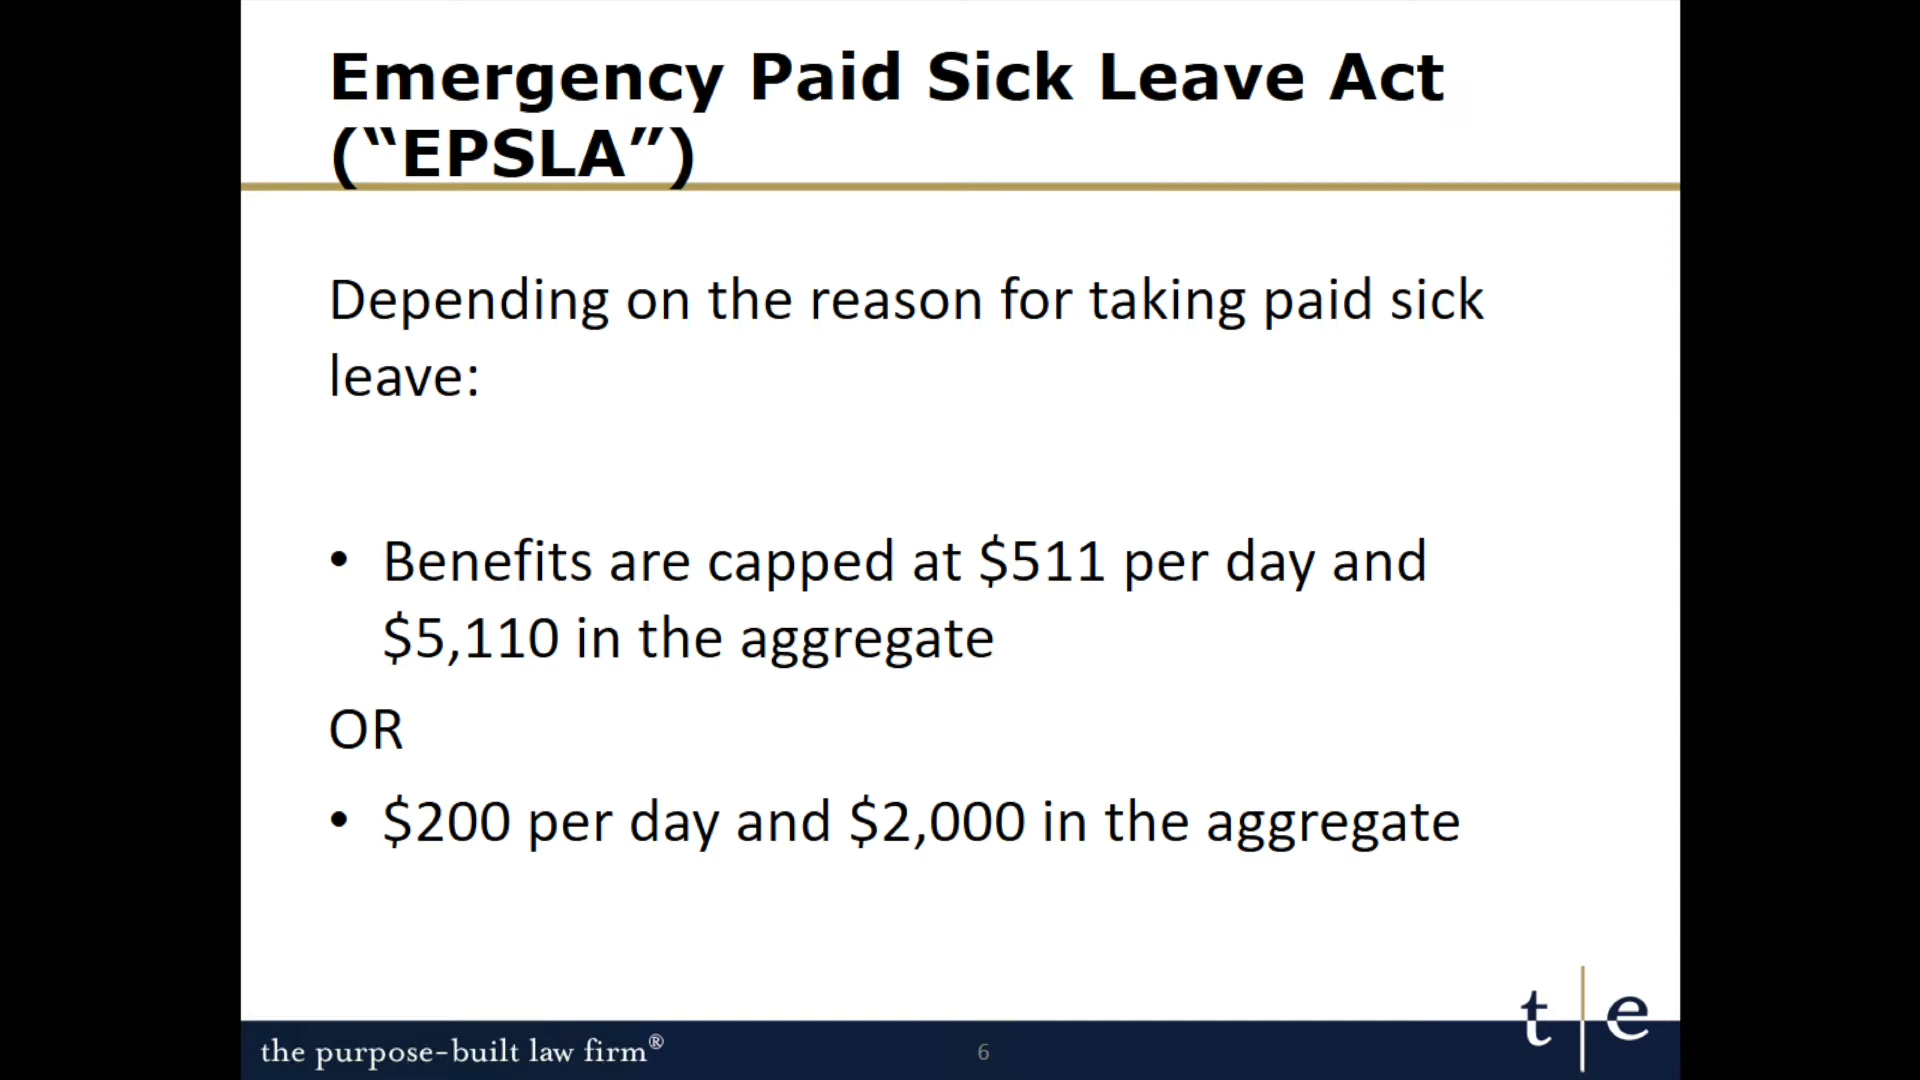 Emergency Paid Sick Leave Act
(“EPSLA”)
Depending on the reason for taking paid sick
leave:
• Benefits are capped at $511 per day and
$5,110 in the aggregate
OR
• $200 per day and $2,000 in the aggregate
the purpose-built law firm®
6
t|e